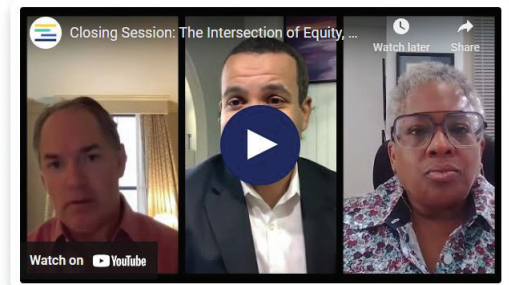 Closing Session: The Intersection of Equity, ...
Watch later
Share
Watch on YouTube